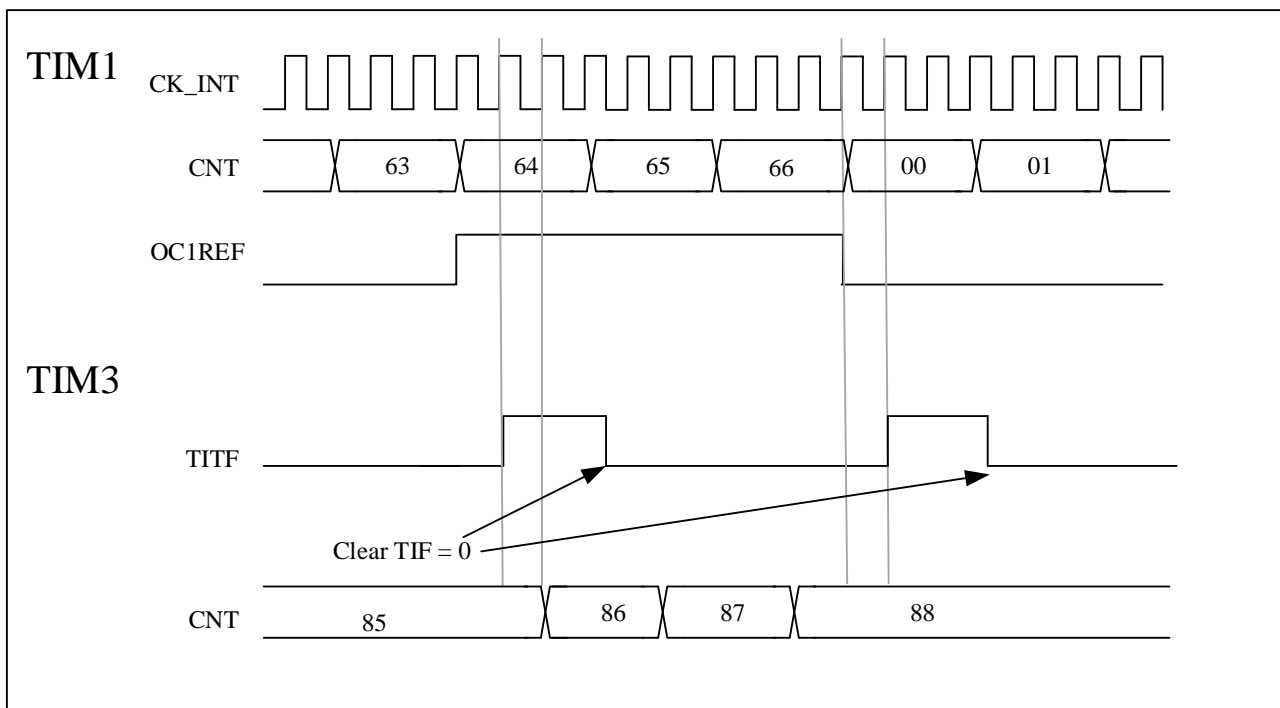 TIM1
CK_INT
CNT
63 64 65 66 00 01
OC1REF
TIM3
TITF
Clear TIF = 0
CNT
85 86 87 88